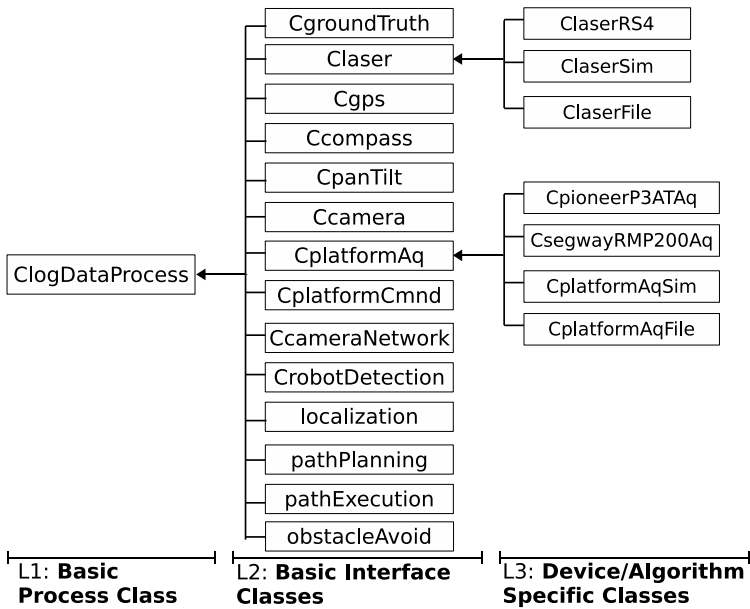 ClogDataProcess
CgroundTruth
Claser
Cgps
Ccompass
CpanTilt
Ccamera
CplatformAq
CplatformCmnd
CcameraNetwork
CrobotDetection
localization
pathPlanning
pathExecution
obstacleAvoid
ClaserRS4
ClaserSim
ClaserFile
CpioneerP3ATAq
CsegwayRMP200Aq
CplatformAqSim
CplatformAqFile
L1: Basic
Process Class
L2: Basic Interface
Classes
L3: Device/Algorithm
Specific Classes